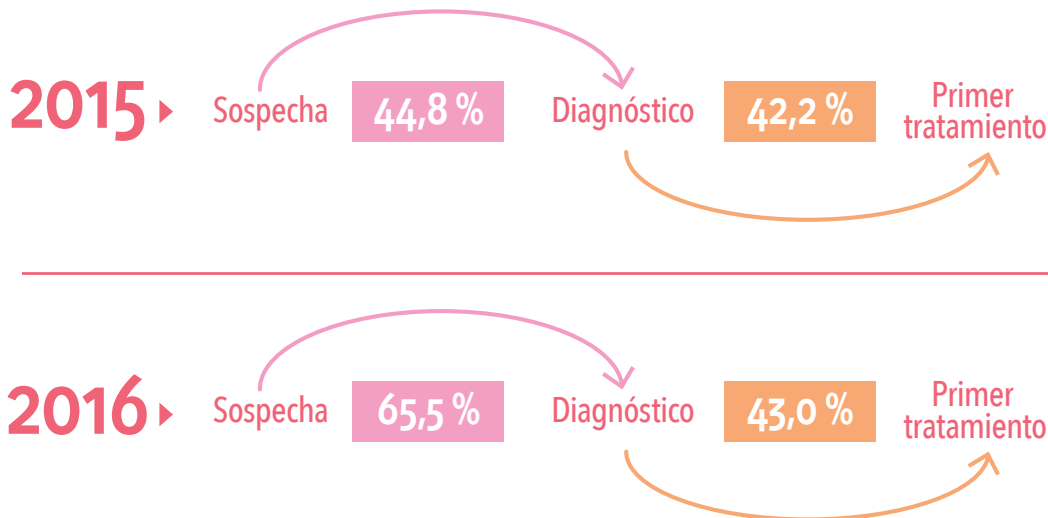 2015 Sospecha 44,8 % Diagnóstico 42,2 % Primer
tratamiento
2016 Sospecha 65,5 % Diagnóstico 43,0 % Primer
tratamiento